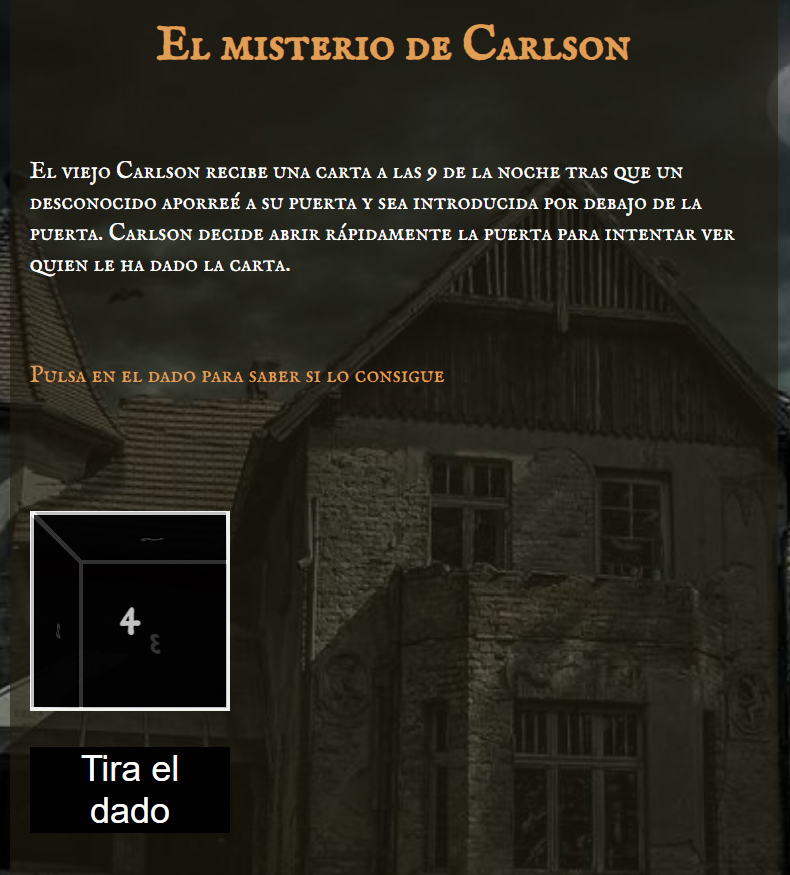 El misterio de Carlson
El viejo Carlson recibe una carta a las 9 de la noche tras que un
desconocido aporreé a su puerta y sea introducida por debajo de la
puerta. Carlson decide abrir rápidamente la puerta para intentar ver
quien le ha dado la carta.
Pulsa en el dado para saber si lo consigue
4
3
Tira el
dado